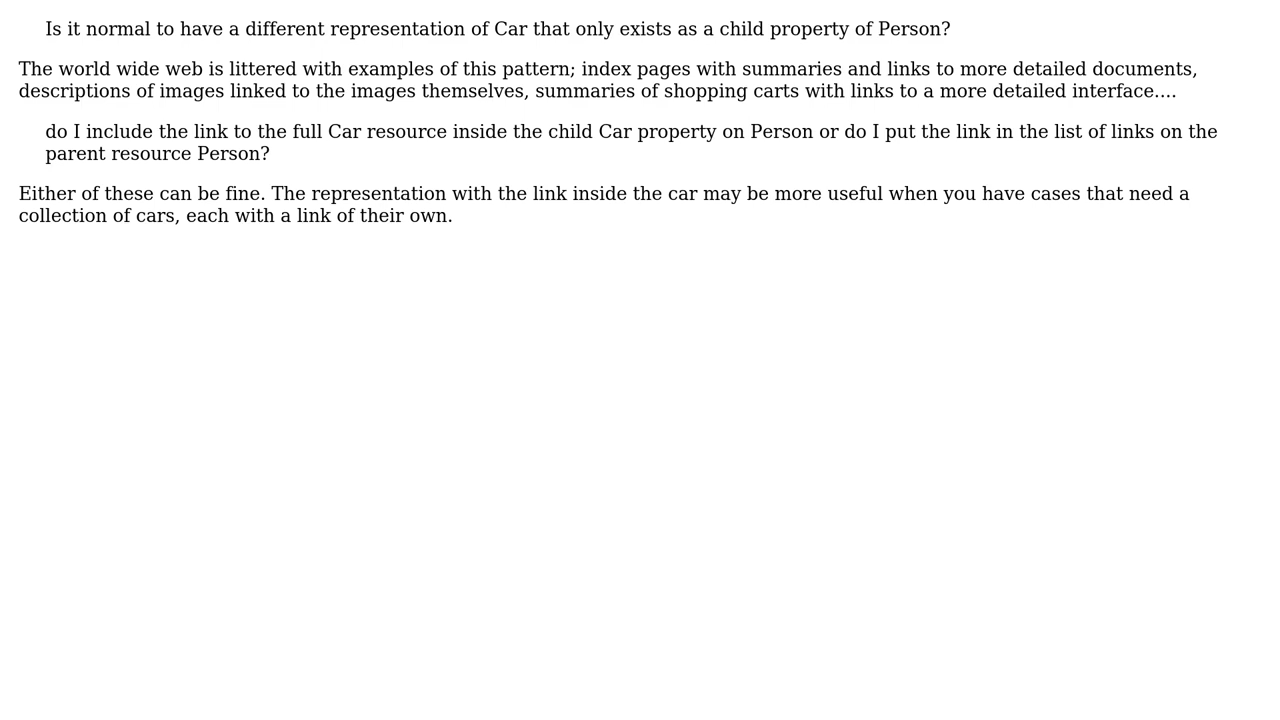 Is it normal to have a different representation of Car that only exists as a child property of Person?
The world wide web is littered with examples of this pattern; index pages with summaries and links to more detailed documents,
descriptions of images linked to the images themselves, summaries of shopping carts with links to a more detailed interface....
do I include the link to the full Car resource inside the child Car property on Person or do I put the link in the list of links on the
parent resource Person?
Either of these can be fine. The representation with the link inside the car may be more useful when you have cases that need a
collection of cars, each with a link of their own.